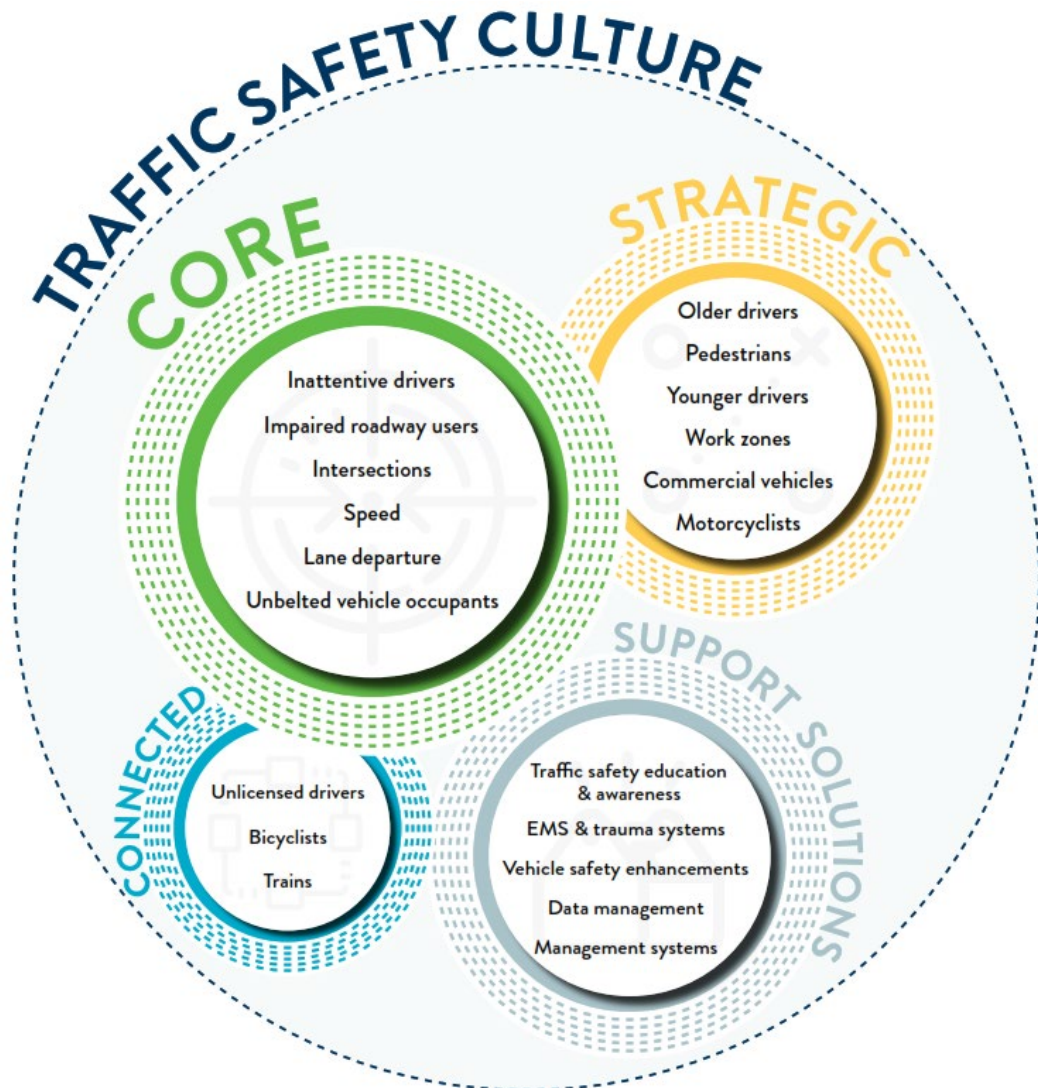 TRAFFIC SAFETY CULTURE
CORE
Inattentive drivers
Impaired roadway users
Intersections
Speed
Lane departure
Unbelted vehicle occupants
STRATEGIC
Older drivers
Pedestrians
Younger drivers
Work zones
Commercial vehicles
Motorcyclists
CONNECTED
Unlicensed drivers
Bicyclists
Trains
SUPPORT SOLUTIONS
Traffic safety education
& awareness
EMS & trauma systems
Vehicle safety enhancements
Data management
Management systems